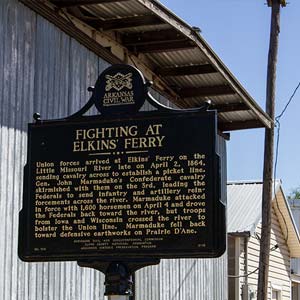 ARKANSAS
CIVIL WAR
FIGHTING AT
ELKINS' FERRY
Union forces arrived at Elkins' Ferry on the
Little Missouri River late on April 2, 1864,
sending cavalry across to establish a picket line.
Gen. John Marmaduke's Confederate cavalry
skirmished with them on the 3rd, leading the
Federals to send infantry and artillery rein-
forcements across the river. Marmaduke attacked
in force with 1,600 horsemen on April 4 and drove
the Federals back toward the river, but troops
from Iowa and Wisconsin crossed the river to
bolster the Union line. Marmaduke fell back
toward defensive earthworks on Prairie D'Ane.